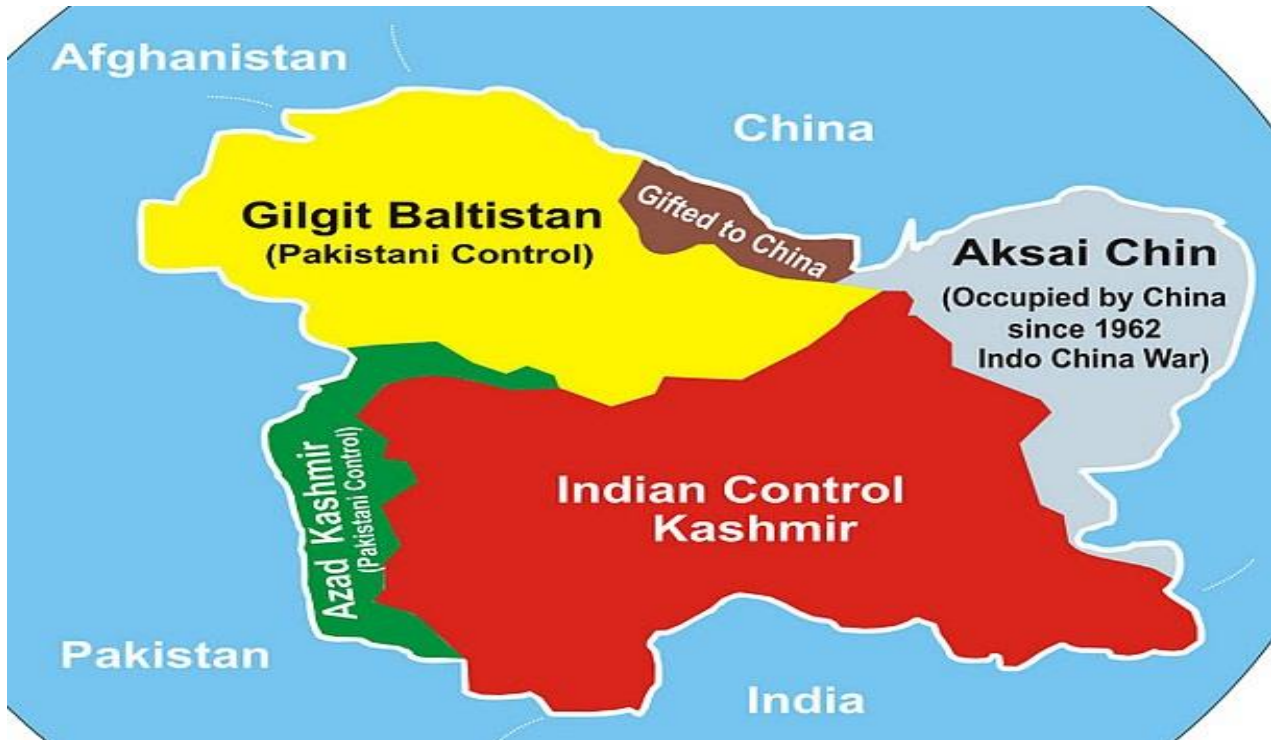 Afghanistan
China
Gilgit Baltistan
(Pakistani Control)
Gifted to China
Aksai Chin
(Occupied by China
since 1962
Indo China War)
Azad Kashmir
(Pakistani Control)
Indian Control
Kashmir
Pakistan
India